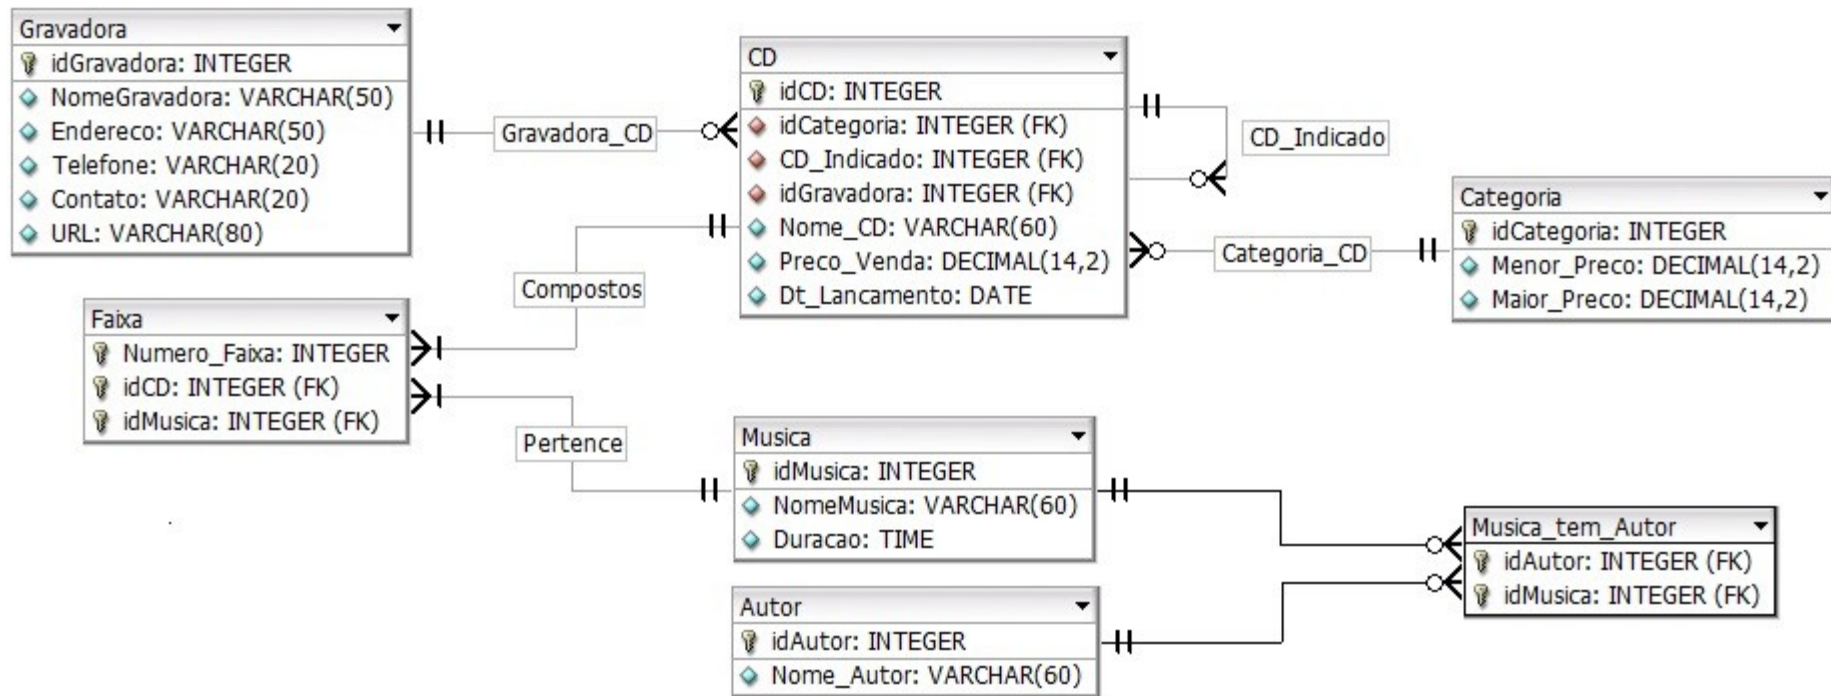 Gravadora
idGravadora: INTEGER
NomeGravadora: VARCHAR(50)
Endereco: VARCHAR(50)
Telefone: VARCHAR(20)
Contato: VARCHAR(20)
URL: VARCHAR(80)
Gravadora_CD
CD
idCD: INTEGER
idCategoria: INTEGER (FK)
CD_Indicado: INTEGER (FK)
idGravadora: INTEGER (FK)
Nome_CD: VARCHAR(60)
Preco_Venda: DECIMAL(14,2)
Dt_Lancamento: DATE
CD_Indicado
Categoria_CD
Categoria
idCategoria: INTEGER
Menor_Preco: DECIMAL(14,2)
Maior_Preco: DECIMAL(14,2)
Compostos
Faixa
Numero_Faixa: INTEGER
idCD: INTEGER (FK)
idMusica: INTEGER (FK)
Pertence
Musica
idMusica: INTEGER
NomeMusica: VARCHAR(60)
Duracao: TIME
Musica_tem_Autor
idAutor: INTEGER (FK)
idMusica: INTEGER (FK)
Autor
idAutor: INTEGER
Nome_Autor: VARCHAR(60)